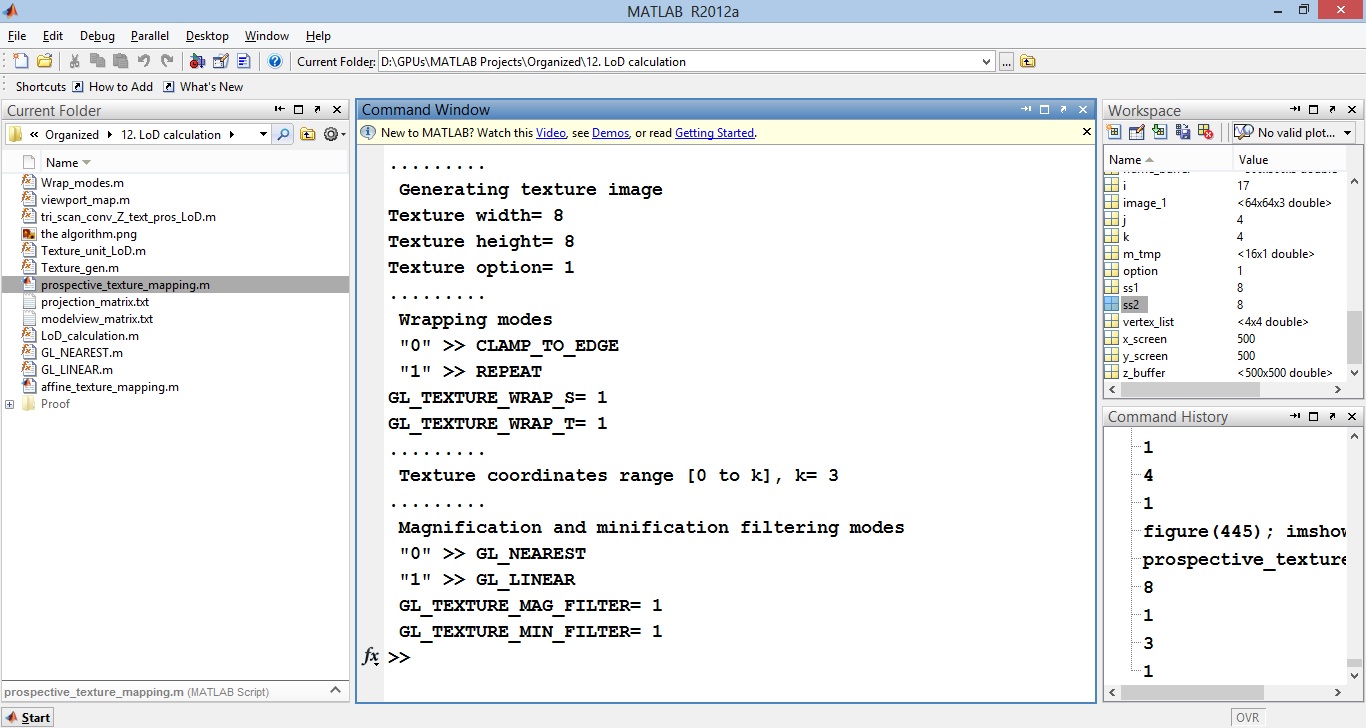 MATLAB R2012a
File Edit Debug Parallel Desktop Window Help
Current Folder: D:\GPUs\MATLAB Projects\Organized\12. LoD calculation
Shortcuts How to Add What's New
Current Folder
« Organized 12. LoD calculation
Name
Wrap_modes.m
viewport_map.m
tri_scan_conv_Z_text_pros_LoD.m
the algorithm.png
Texture_unit_LoD.m
Texture_gen.m
prospective_texture_mapping.m
projection_matrix.txt
modelview_matrix.txt
LoD_calculation.m
GL_NEAREST.m
GL_LINEAR.m
affine_texture_mapping.m
Proof
prospective_texture_mapping.m (MATLAB Script)
Start
Command Window
New to MATLAB? Watch this Video, see Demos, or read Getting Started.
.........
Generating texture image
Texture width= 8
Texture height= 8
Texture option= 1
.........
Wrapping modes
"0" >> CLAMP_TO_EDGE
"1" >> REPEAT
GL_TEXTURE_WRAP_S= 1
GL_TEXTURE_WRAP_T= 1
.........
Texture coordinates range [0 to k], k= 3
.........
Magnification and minification filtering modes
"0" >> GL_NEAREST
"1" >> GL_LINEAR
GL_TEXTURE_MAG_FILTER= 1
GL_TEXTURE_MIN_FILTER= 1
fx >>
Workspace
No valid plot...
Name Value
i 17
image_1 <64x64x3 double>
j 4
k 4
m_tmp <16x1 double>
option 1
ss1 8
ss2 8
vertex_list <4x4 double>
x_screen 500
y_screen 500
z_buffer <500x500 double>
Command History
1
4
1
figure(445); imshow
prospective_texture
8
1
3
1
OVR